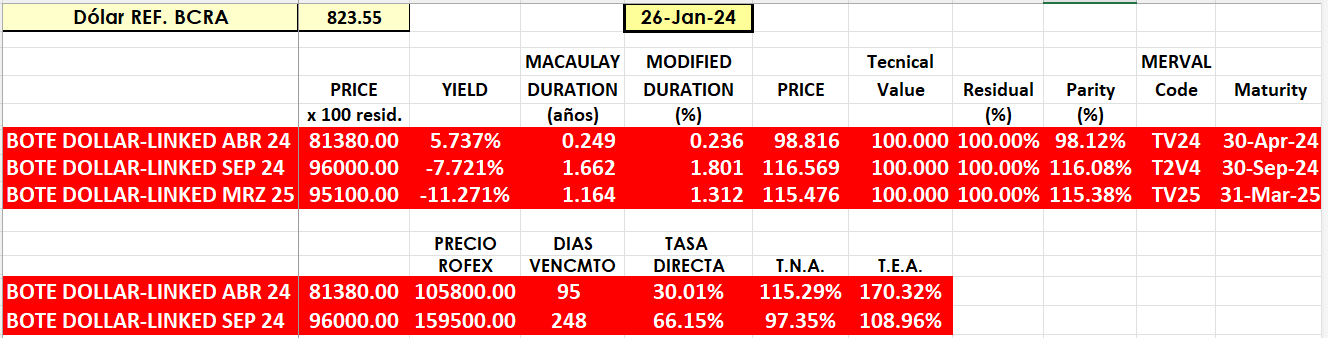 Dólar REF. BCRA 823.55 26-Jan-24
MACAULAY MODIFIED Tecnical MERVAL
PRICE YIELD DURATION DURATION PRICE Value Residual Parity Code Maturity
x 100 resid. (años) (%) (%) (%)
BOTE DOLLAR-LINKED ABR 24 81380.00 5.737% 0.249 0.236 98.816 100.000 100.00% 98.12% TV24 30-Apr-24
BOTE DOLLAR-LINKED SEP 24 96000.00 -7.721% 1.662 1.801 116.569 100.000 100.00% 116.08% T2V4 30-Sep-24
BOTE DOLLAR-LINKED MRZ 25 95100.00 -11.271% 1.164 1.312 115.476 100.000 100.00% 115.38% TV25 31-Mar-25
PRECIO DIAS TASA
ROFEX VENCMTO DIRECTA T.N.A. T.E.A.
BOTE DOLLAR-LINKED ABR 24 81380.00 105800.00 95 30.01% 115.29% 170.32%
BOTE DOLLAR-LINKED SEP 24 96000.00 159500.00 248 66.15% 97.35% 108.96%